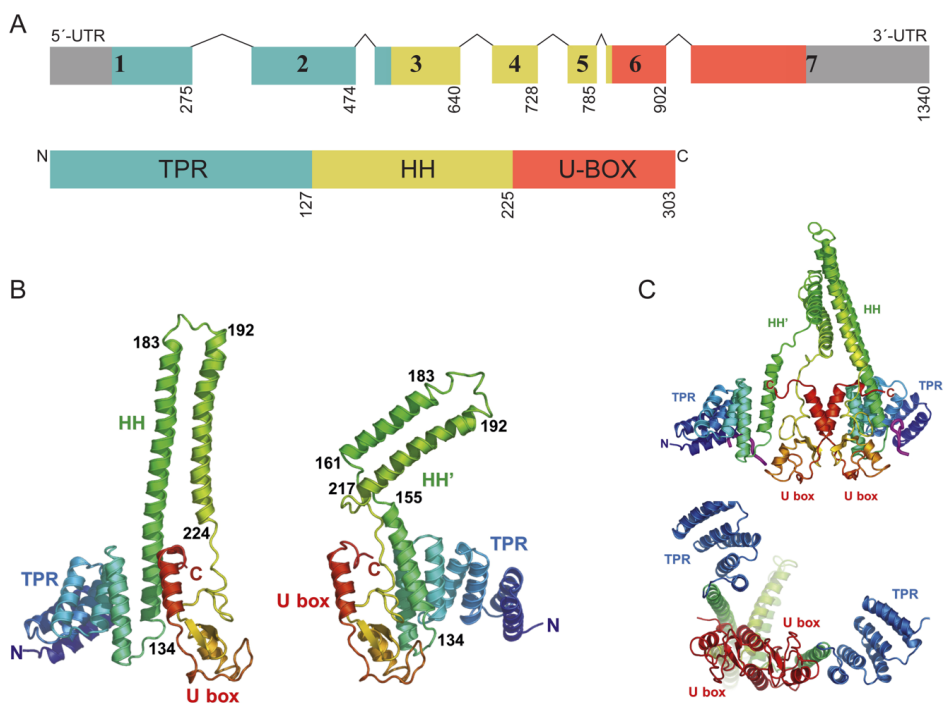 A
5´-UTR
3´-UTR
1
2
3
4
5
6
7
275
474
640
728
785
902
1340
N
TPR
HH
U-BOX
C
127
225
303
B
183
192
HH
224
TPR
C
N
134
U box
183
192
161
HH’
217
155
TPR
C
U box
134
N
C
HH’
HH
TPR
C
C
TPR
N
N
U box
U box
TPR
TPR
U box
U box